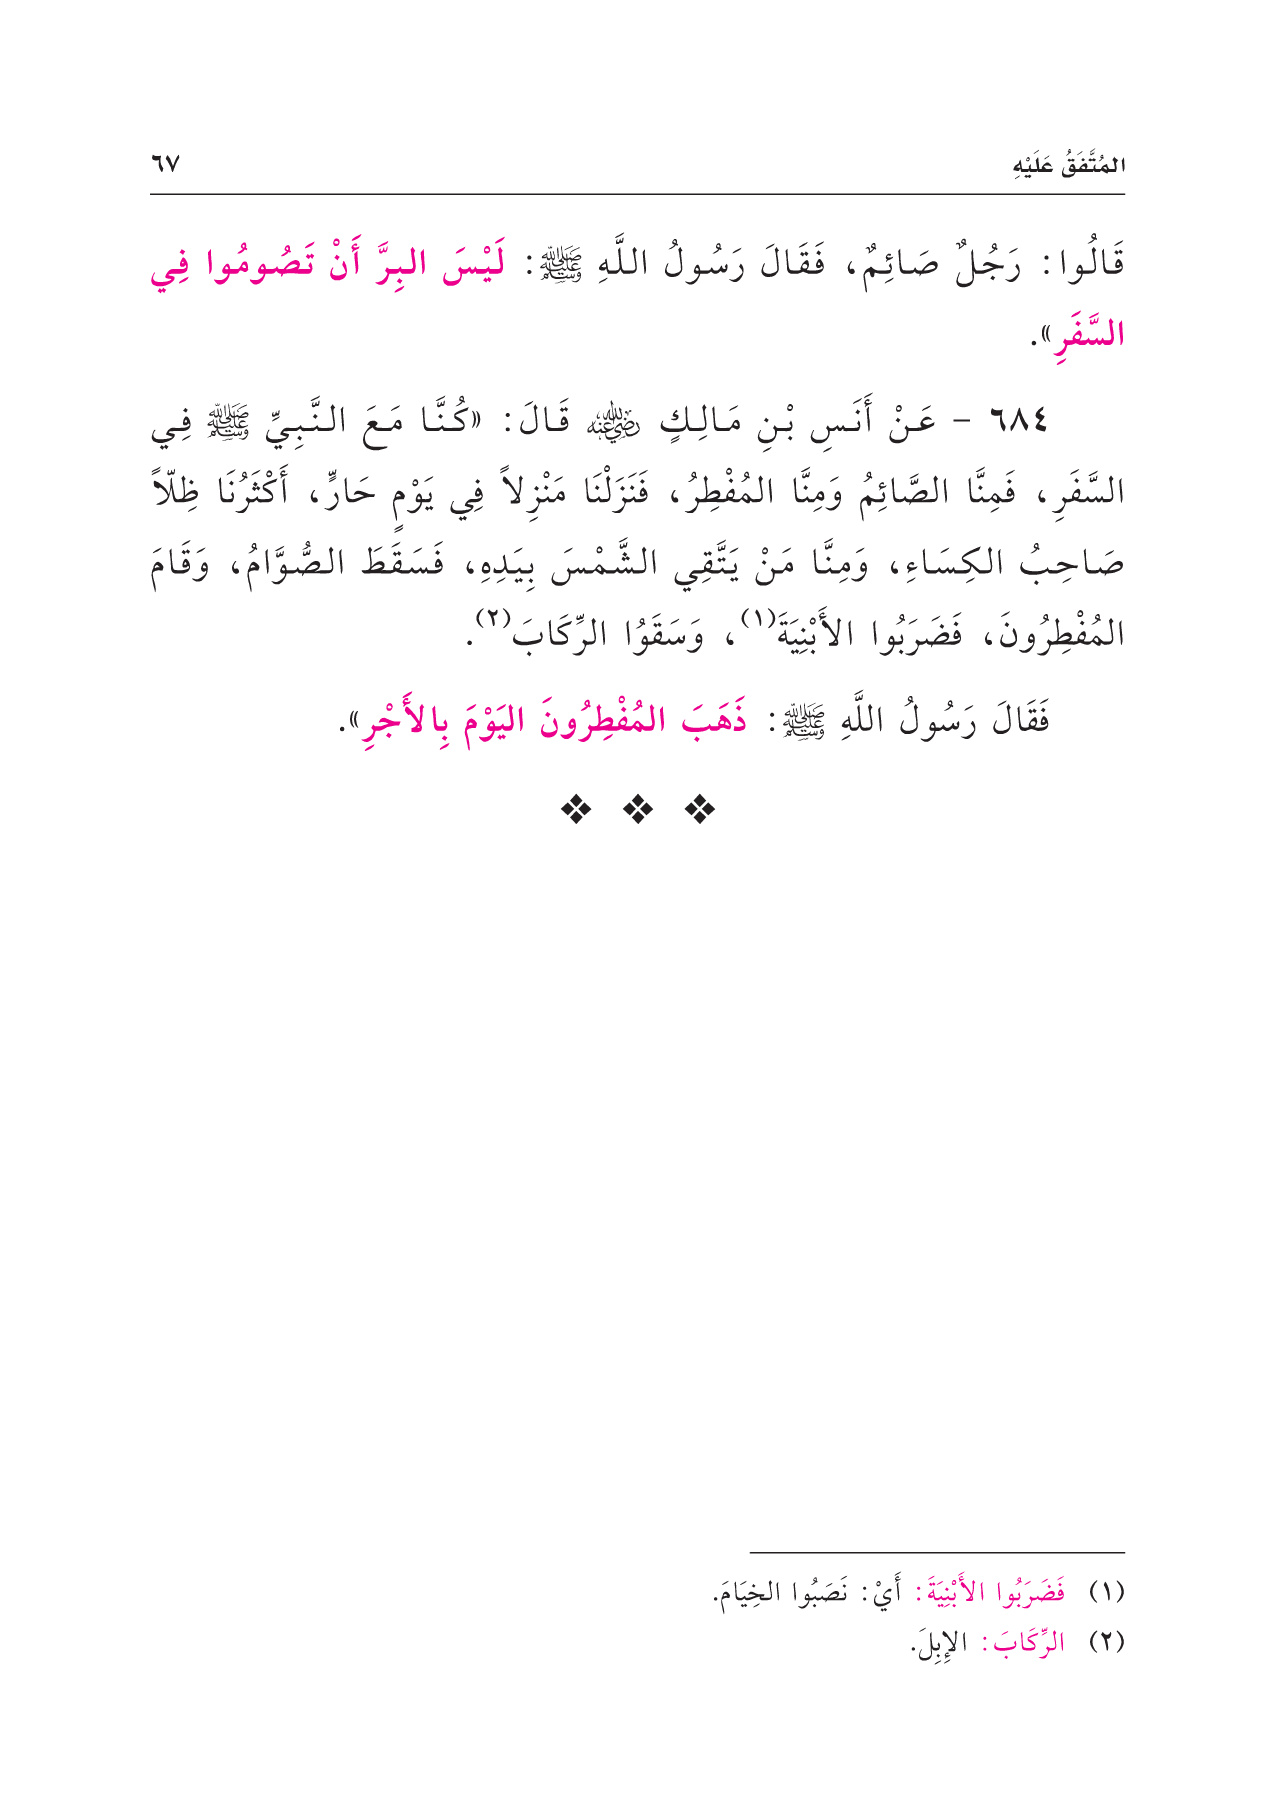 المُتَّفَقُ عَلَيْهِ ٦٧
قَالُوا: رَجُلٌ صَائِمٌ، فَقَالَ رَسُولُ اللَّهِ ﷺ: لَيْسَ البِرَّ أَنْ تَصُومُوا فِي
السَّفَرِ».
٦٨٤ - عَنْ أَنَسِ بْنِ مَالِكٍ رضي الله عنه قَالَ: «كُنَّا مَعَ النَّبِيِّ ﷺ فِي
السَّفَرِ، فَمِنَّا الصَّائِمُ وَمِنَّا المُفْطِرُ، فَنَزَلْنَا مَنْزِلاً فِي يَوْمٍ حَارٍّ، أَكْثَرُنَا ظِلّاً
صَاحِبُ الكِسَاءِ، وَمِنَّا مَنْ يَتَّقِي الشَّمْسَ بِيَدِهِ، فَسَقَطَ الصُّوَّامُ، وَقَامَ
المُفْطِرُونَ، فَضَرَبُوا الأَبْنِيَةَ(١)، وَسَقَوُا الرِّكَابَ(٢).
فَقَالَ رَسُولُ اللَّهِ ﷺ: ذَهَبَ المُفْطِرُونَ اليَوْمَ بِالأَجْرِ».
(١) فَضَرَبُوا الأَبْنِيَةَ: أَيْ: نَصَبُوا الخِيَامَ.
(٢) الرِّكَابَ: الإِبِلَ.